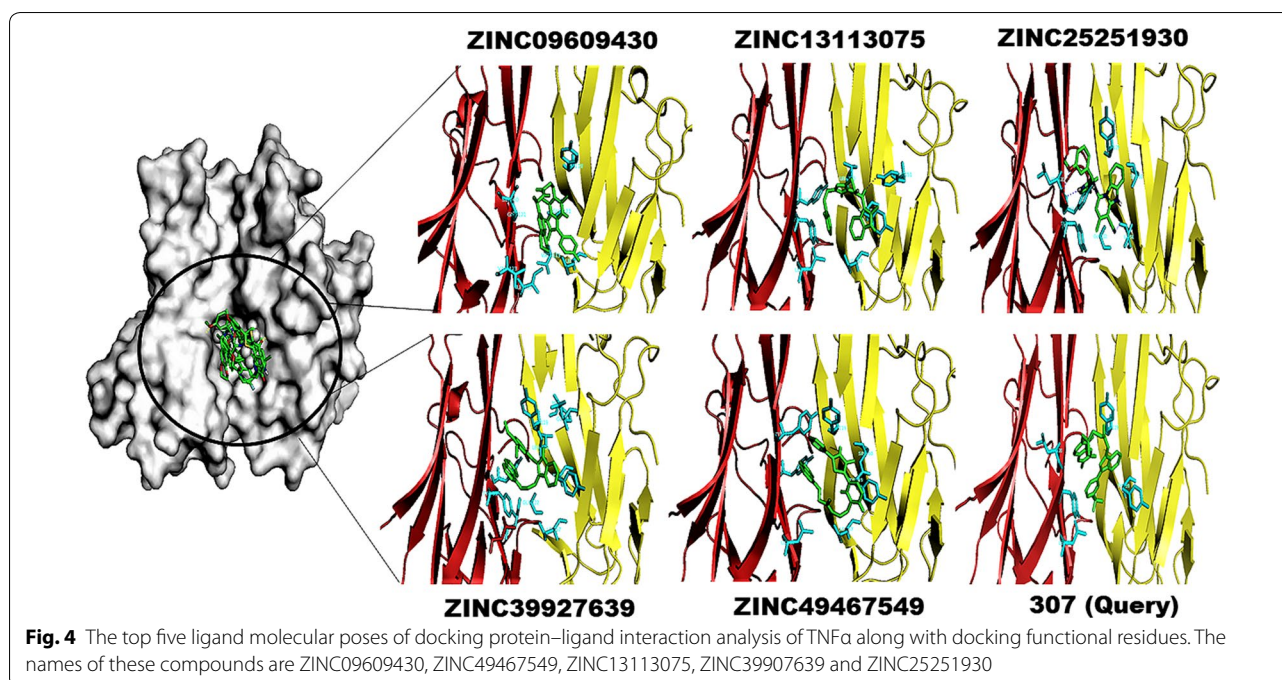 ZINC09609430 ZINC13113075 ZINC25251930
ZINC39927639 ZINC49467549 307 (Query)
Fig. 4 The top five ligand molecular poses of docking protein–ligand interaction analysis of TNFα along with docking functional residues. The
names of these compounds are ZINC09609430, ZINC49467549, ZINC13113075, ZINC39907639 and ZINC25251930